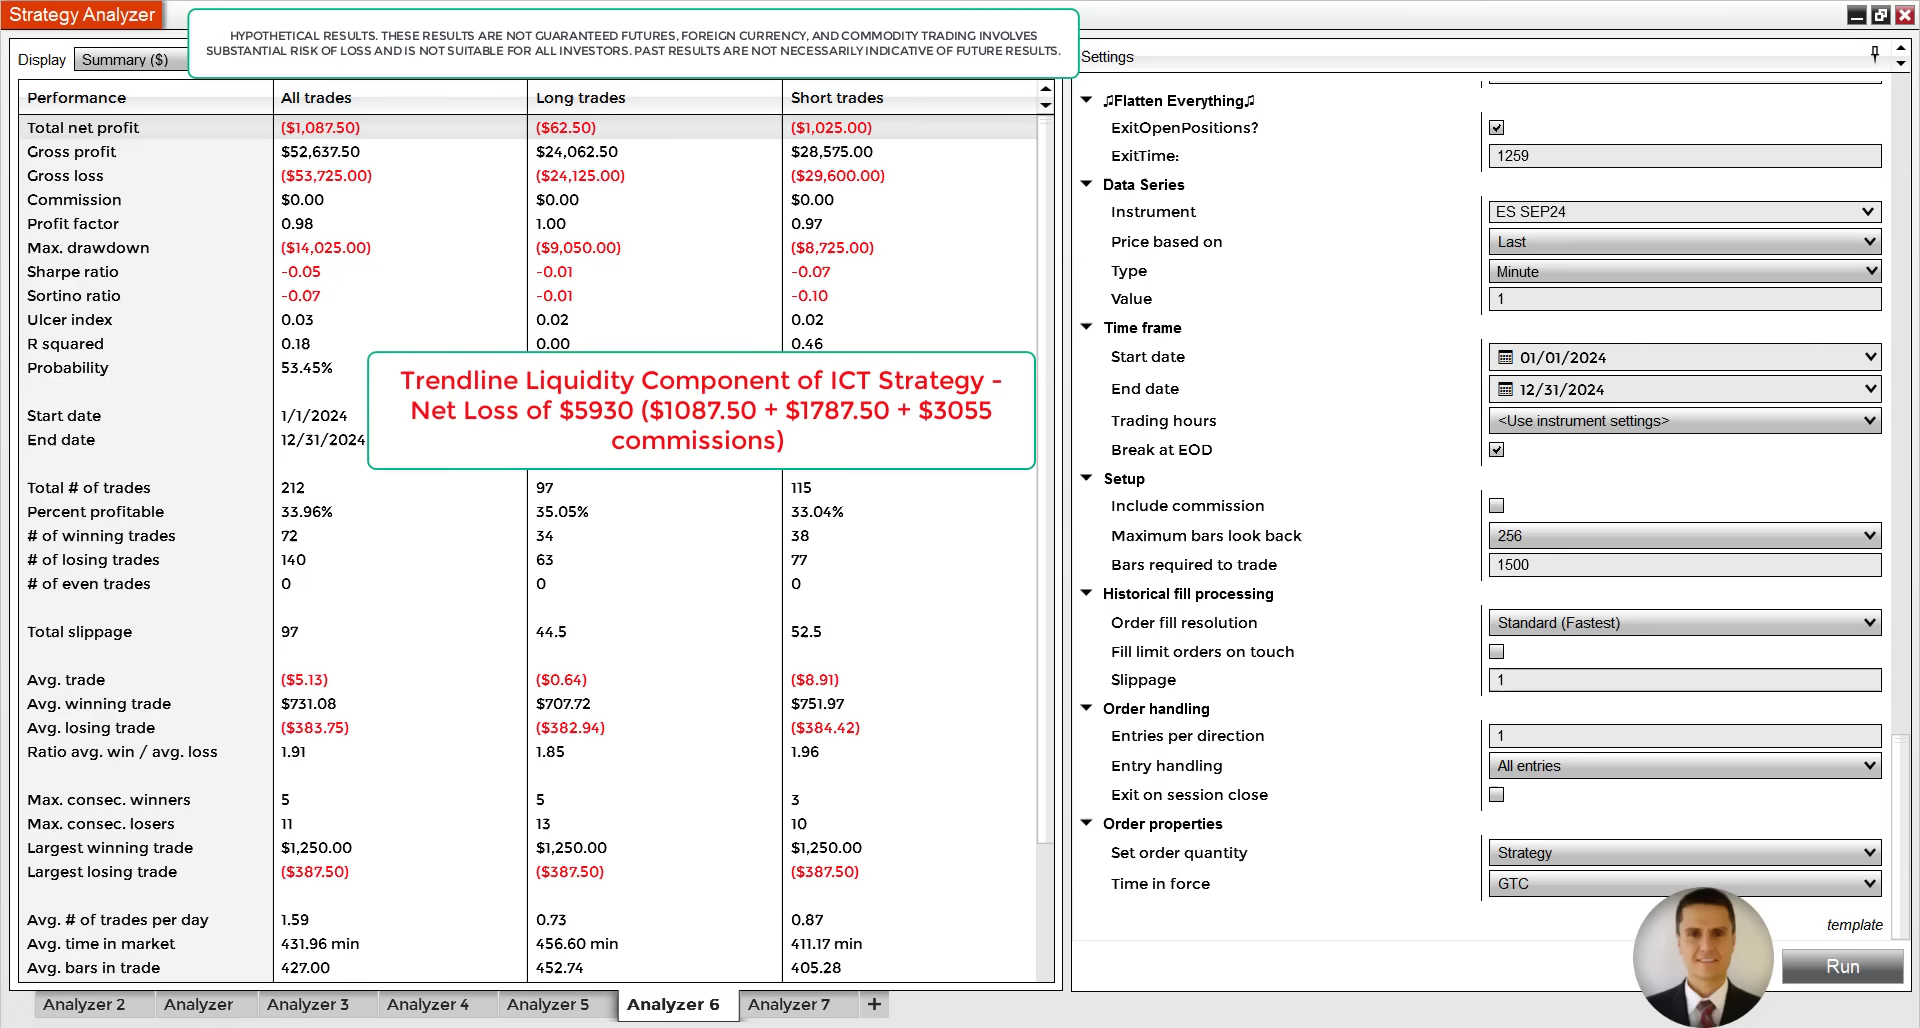 Strategy Analyzer
HYPOTHETICAL RESULTS. THESE RESULTS ARE NOT GUARANTEED FUTURES, FOREIGN CURRENCY, AND COMMODITY TRADING INVOLVES
SUBSTANTIAL RISK OF LOSS AND IS NOT SUITABLE FOR ALL INVESTORS. PAST RESULTS ARE NOT NECESSARILY INDICATIVE OF FUTURE RESULTS.
Display Summary ($)
Performance All trades Long trades Short trades
Total net profit ($1,087.50) ($62.50) ($1,025.00)
Gross profit $52,637.50 $24,062.50 $28,575.00
Gross loss ($53,725.00) ($24,125.00) ($29,600.00)
Commission $0.00 $0.00 $0.00
Profit factor 0.98 1.00 0.97
Max. drawdown ($14,025.00) ($9,050.00) ($8,725.00)
Sharpe ratio -0.05 -0.01 -0.07
Sortino ratio -0.07 -0.01 -0.10
Ulcer index 0.03 0.02 0.02
R squared 0.18 0.00 0.46
Probability 53.45%
Trendline Liquidity Component of ICT Strategy -
Net Loss of $5930 ($1087.50 + $1787.50 + $3055
commissions)
Start date 1/1/2024
End date 12/31/2024
Total # of trades 212 97 115
Percent profitable 33.96% 35.05% 33.04%
# of winning trades 72 34 38
# of losing trades 140 63 77
# of even trades 0 0 0
Total slippage 97 44.5 52.5
Avg. trade ($5.13) ($0.64) ($8.91)
Avg. winning trade $731.08 $707.72 $751.97
Avg. losing trade ($383.75) ($382.94) ($384.42)
Ratio avg. win / avg. loss 1.91 1.85 1.96
Max. consec. winners 5 5 3
Max. consec. losers 11 13 10
Largest winning trade $1,250.00 $1,250.00 $1,250.00
Largest losing trade ($387.50) ($387.50) ($387.50)
Avg. # of trades per day 1.59 0.73 0.87
Avg. time in market 431.96 min 456.60 min 411.17 min
Avg. bars in trade 427.00 452.74 405.28
Analyzer 2 Analyzer Analyzer 3 Analyzer 4 Analyzer 5 Analyzer 6 Analyzer 7 +
Settings
♫Flatten Everything♫
ExitOpenPositions?
ExitTime: 1259
Data Series
Instrument ES SEP24
Price based on Last
Type Minute
Value 1
Time frame
Start date 01/01/2024
End date 12/31/2024
Trading hours <Use instrument settings>
Break at EOD
Setup
Include commission
Maximum bars look back 256
Bars required to trade 1500
Historical fill processing
Order fill resolution Standard (Fastest)
Fill limit orders on touch
Slippage 1
Order handling
Entries per direction 1
Entry handling All entries
Exit on session close
Order properties
Set order quantity Strategy
Time in force GTC
template
Run